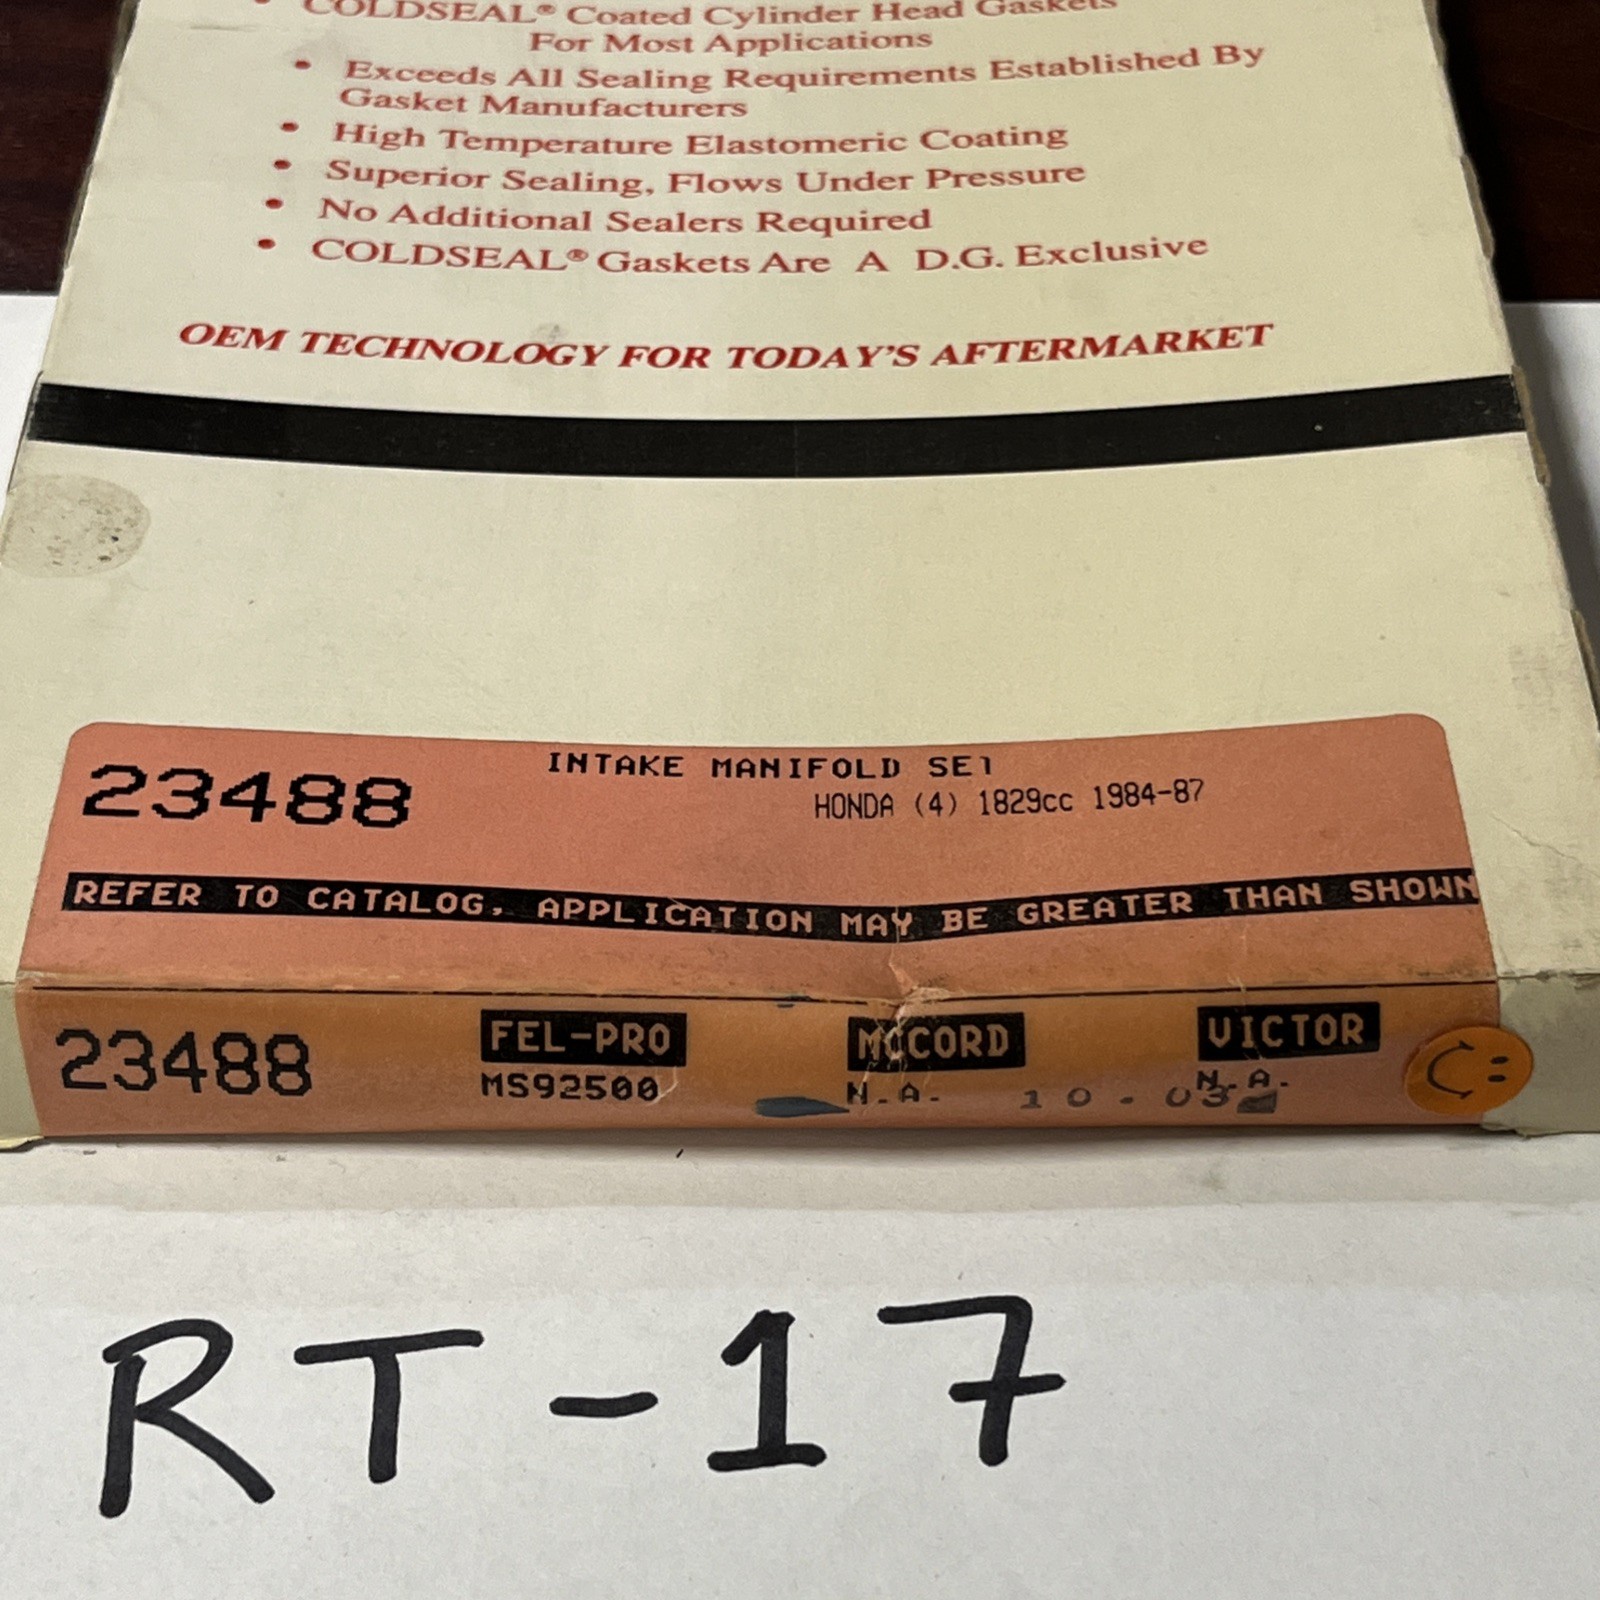 • COLDSEAL® Coated Cylinder Head Gaskets
For Most Applications
• Exceeds All Sealing Requirements Established By
Gasket Manufacturers
• High Temperature Elastomeric Coating
• Superior Sealing, Flows Under Pressure
• No Additional Sealers Required
• COLDSEAL® Gaskets Are A D.G. Exclusive
OEM TECHNOLOGY FOR TODAY'S AFTERMARKET
INTAKE MANIFOLD SET
23488
HONDA (4) 1829cc 1984-87
REFER TO CATALOG, APPLICATION MAY BE GREATER THAN SHOWN
23488 FEL-PRO MCCORD VICTOR
MS92500 N.A. N.A.
10.03
RT-17